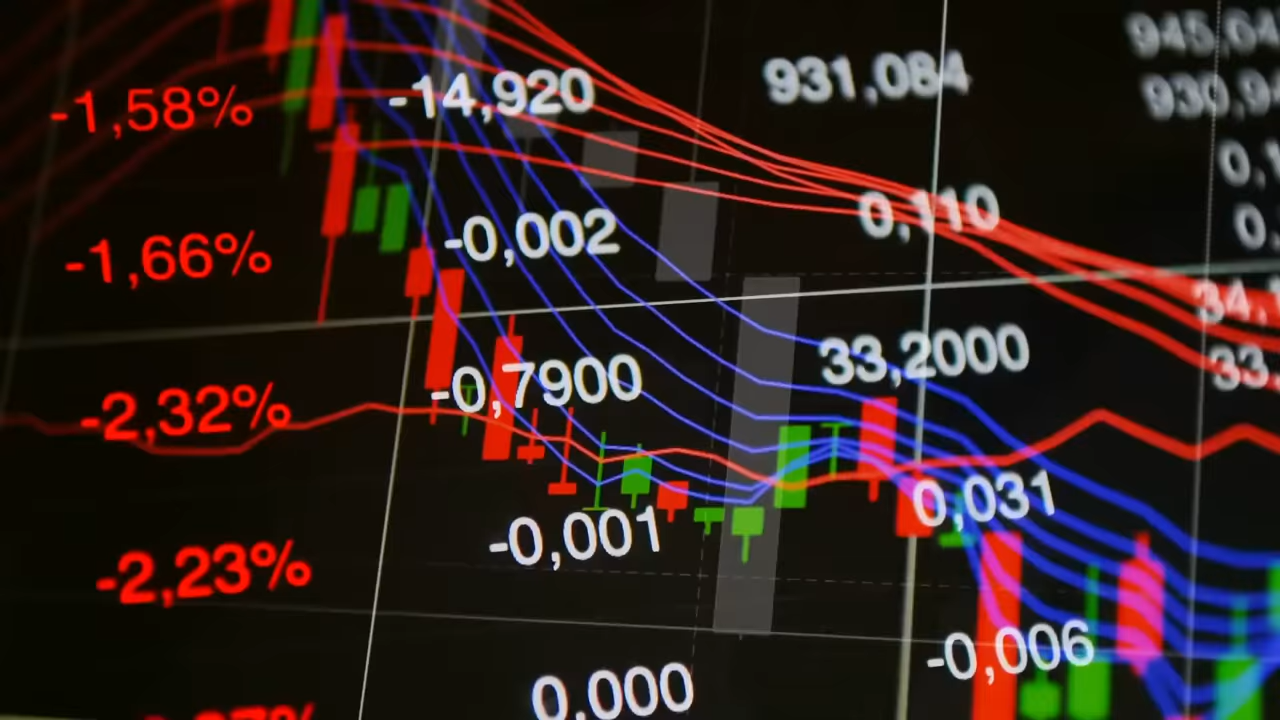 -1,58% -14,920 931,084
-1,66% -0,002 0,110
-2,32% -0,7900 33,2000
-2,23% -0,001 0,031
0,000 -0,006